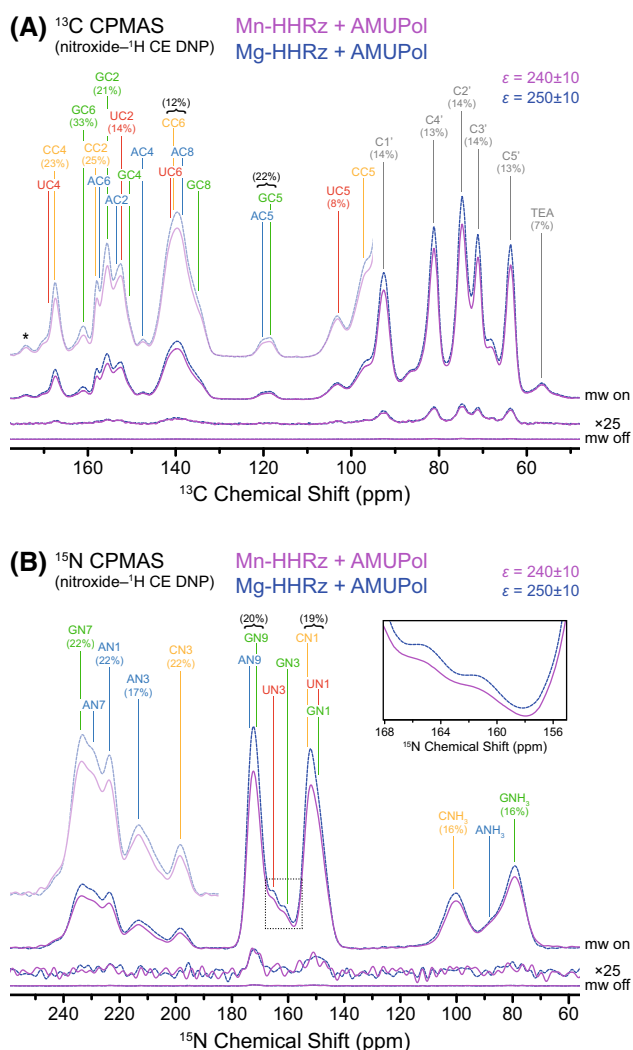 (A) ¹³C CPMAS
(nitroxide–¹H CE DNP)
Mn-HHRz + AMUPol
Mg-HHRz + AMUPol
ε = 240±10
ε = 250±10
GC2
(21%)
GC6
(33%)
UC2
(14%)
CC4
(23%)
CC2
(25%)
UC4
AC6
AC2
GC4
AC4
(12%)
CC6
UC6
AC8
GC8
(22%)
GC5
AC5
UC5
(8%)
CC5
C1'
(14%)
C4'
(13%)
C2'
(14%)
C3'
(14%)
C5'
(13%)
TEA
(7%)
*
mw on
×25
mw off
160 140 120 100 80 60
¹³C Chemical Shift (ppm)
(B) ¹⁵N CPMAS
(nitroxide–¹H CE DNP)
Mn-HHRz + AMUPol
Mg-HHRz + AMUPol
ε = 240±10
ε = 250±10
GN7
(22%)
AN1
(22%)
AN7
AN3
(17%)
CN3
(22%)
(20%)
GN9
AN9
GN3
UN3
(19%)
CN1
UN1
GN1
168 164 160 156
¹⁵N Chemical Shift (ppm)
CNH₂
(16%)
ANH₃
GNH₃
(16%)
mw on
×25
mw off
240 220 200 180 160 140 120 100 80 60
¹⁵N Chemical Shift (ppm)